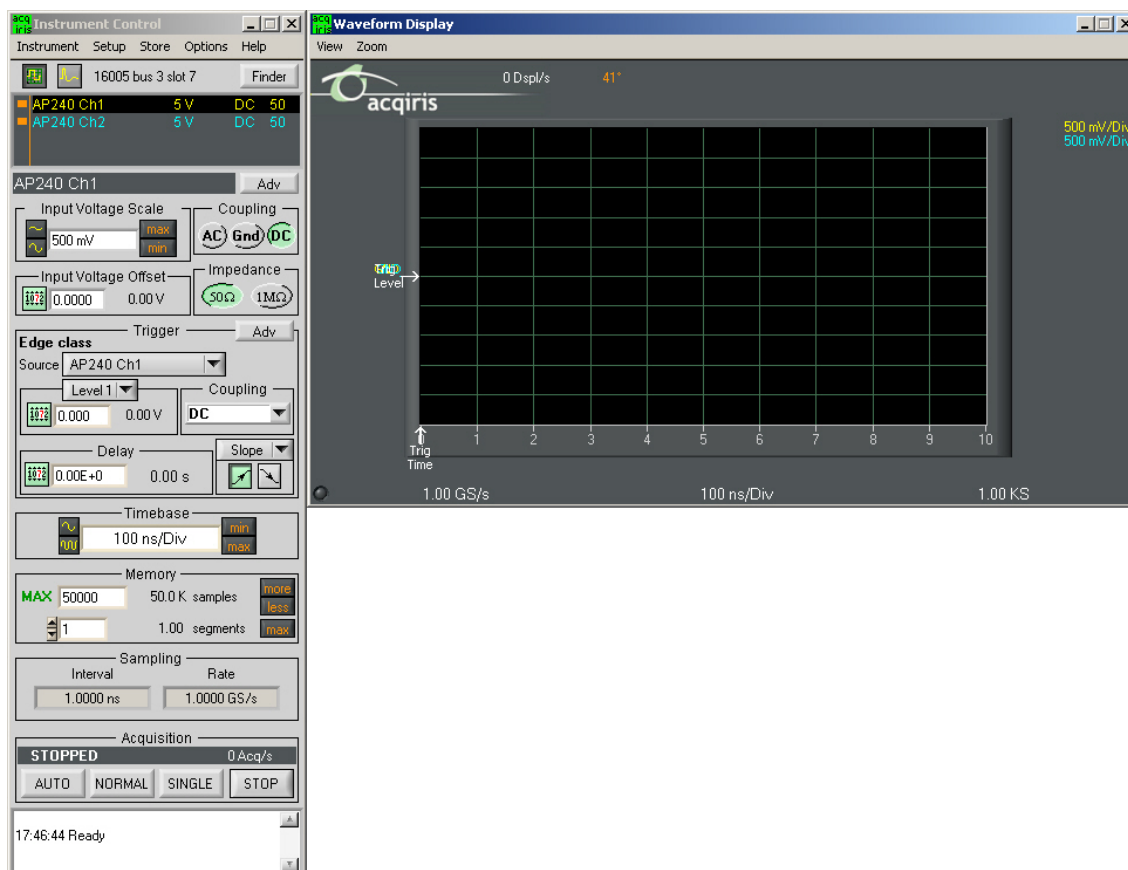 acq
iris Instrument Control
Instrument Setup Store Options Help
16005 bus 3 slot 7 Finder
AP240 Ch1 5 V DC 50
AP240 Ch2 5 V DC 50
AP240 Ch1 Adv
Input Voltage Scale
500 mV
max
min
Coupling
AC Gnd DC
Input Voltage Offset
0.0000 0.00 V
Impedance
50Ω 1MΩ
Trigger Adv
Edge class
Source AP240 Ch1
Level 1
0.000 0.00 V
Coupling
DC
Delay
0.00E+0 0.00 s
Slope
Timebase
100 ns/Div
min
max
Memory
MAX 50000 50.0 K samples
more
less
1 1.00 segments max
Sampling
Interval Rate
1.0000 ns 1.0000 GS/s
Acquisition
STOPPED 0 Acq/s
AUTO NORMAL SINGLE STOP
17:46:44 Ready
acq
iris Waveform Display
View Zoom
acqiris
0 Dspl/s 41°
500 mV/Div
500 mV/Div
Level
1 2 3 4 5 6 7 8 9 10
Trig
Time
1.00 GS/s 100 ns/Div 1.00 KS